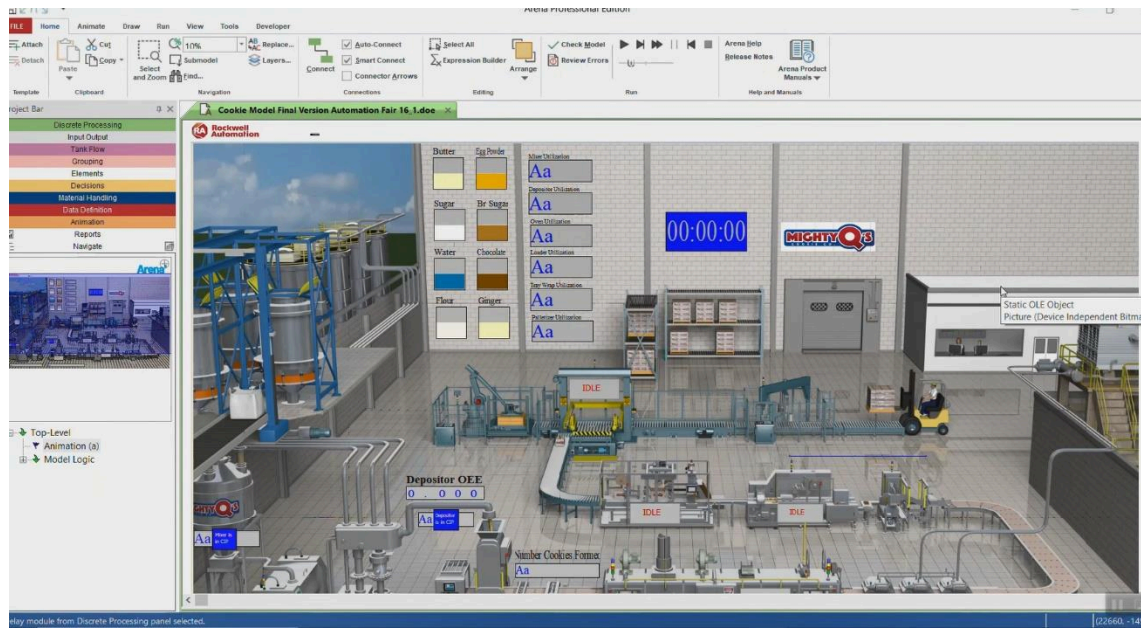 Arena Professional Edition
FILE Home Animate Draw Run View Tools Developer
Attach
Detach
Template
Paste
Cut
Copy
Clipboard
Select and Zoom
10%
Submodel
Find...
Replace...
Layers...
Navigation
Connect
Auto-Connect
Smart Connect
Connector Arrows
Connections
Select All
Expression Builder
Arrange
Editing
Check Model
Review Errors
Run
Arena Help
Release Notes
Arena Product Manuals
Help and Manuals
Project Bar
Discrete Processing
Input Output
Tank Flow
Grouping
Elements
Decisions
Material Handling
Data Definition
Animation
Reports
Navigate
Arena
Top-Level
Animation (a)
Model Logic
Cookie Model Final Version Automation Fair 16_1.doe
RA Rockwell
Automation
Butter Egg Powder
Sugar Br Sugar
Water Chocolate
Flour Ginger
Mixer Utilization
Aa
Depositor Utilization
Aa
Oven Utilization
Aa
Loader Utilization
Aa
Tray Wrap Utilization
Aa
Palletizer Utilization
Aa
00:00:00
MIGHTY Q's
Static OLE Object
Picture (Device Independent Bitma
IDLE
IDLE
IDLE
Depositor OEE
0 . 0 0 0
Aa
Depositor is in CIP
MIGHTY Q's
Aa
Mixer is in CIP
Number Cookies Formed
Aa
elay module from Discrete Processing panel selected.
(22660, -14